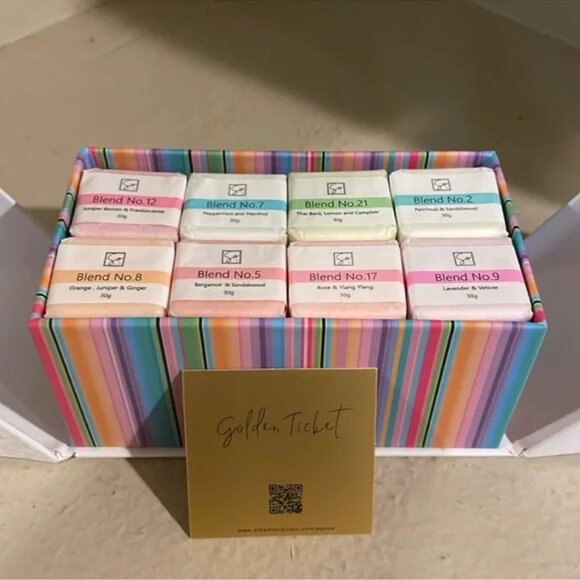 Blend No.12
Juniper Berries & Frankincense
30g
Blend No.7
Peppermint and Menthol
30g
Blend No.21
Thai Basil, Lemon and Camphor
30g
Blend No.2
Patchouli & Sandalwood
30g
Blend No.8
Orange , Juniper & Ginger
30g
Blend No.5
Bergamot & Sandalwood
30g
Blend No.17
Rose & Ylang Ylang
30g
Blend No.9
Lavender & Vetiver
30g
Golden Ticket